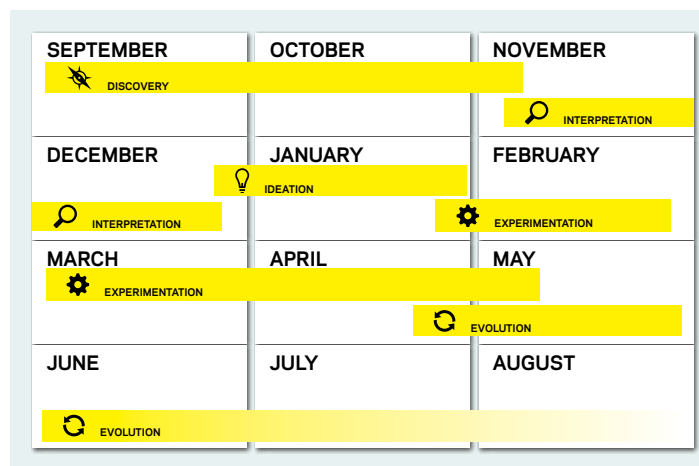 SEPTEMBER
OCTOBER
NOVEMBER
DISCOVERY
INTERPRETATION
DECEMBER
JANUARY
FEBRUARY
IDEATION
INTERPRETATION
EXPERIMENTATION
MARCH
APRIL
MAY
EXPERIMENTATION
EVOLUTION
JUNE
JULY
AUGUST
EVOLUTION